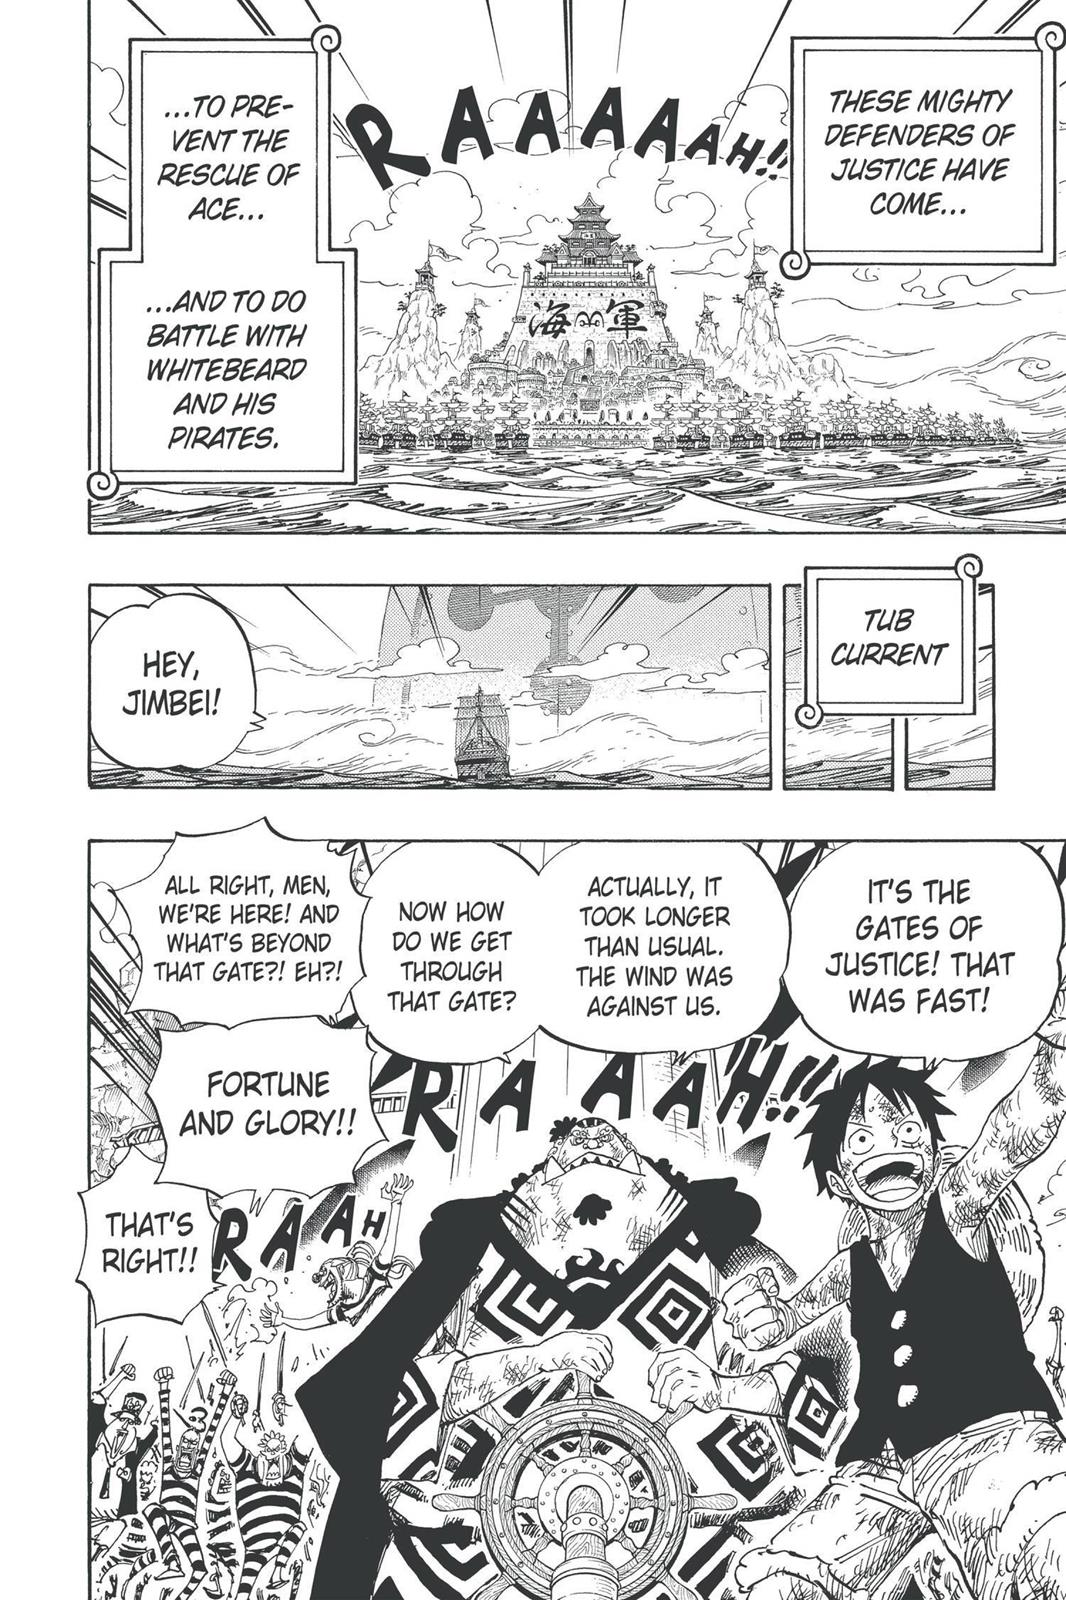 THESE MIGHTY
DEFENDERS OF
JUSTICE HAVE
COME...
RAAAAAAH!!
...TO PRE-
VENT THE
RESCUE OF
ACE...
...AND TO DO
BATTLE WITH
WHITEBEARD
AND HIS
PIRATES.
海軍
TUB
CURRENT
HEY,
JIMBEI!
IT'S THE
GATES OF
JUSTICE! THAT
WAS FAST!
ACTUALLY, IT
TOOK LONGER
THAN USUAL.
THE WIND WAS
AGAINST US.
NOW HOW
DO WE GET
THROUGH
THAT GATE?
ALL RIGHT, MEN,
WE'RE HERE! AND
WHAT'S BEYOND
THAT GATE?! EH?!
FORTUNE
AND GLORY!!
RAAAH!!
THAT'S
RIGHT!!
RAAAH